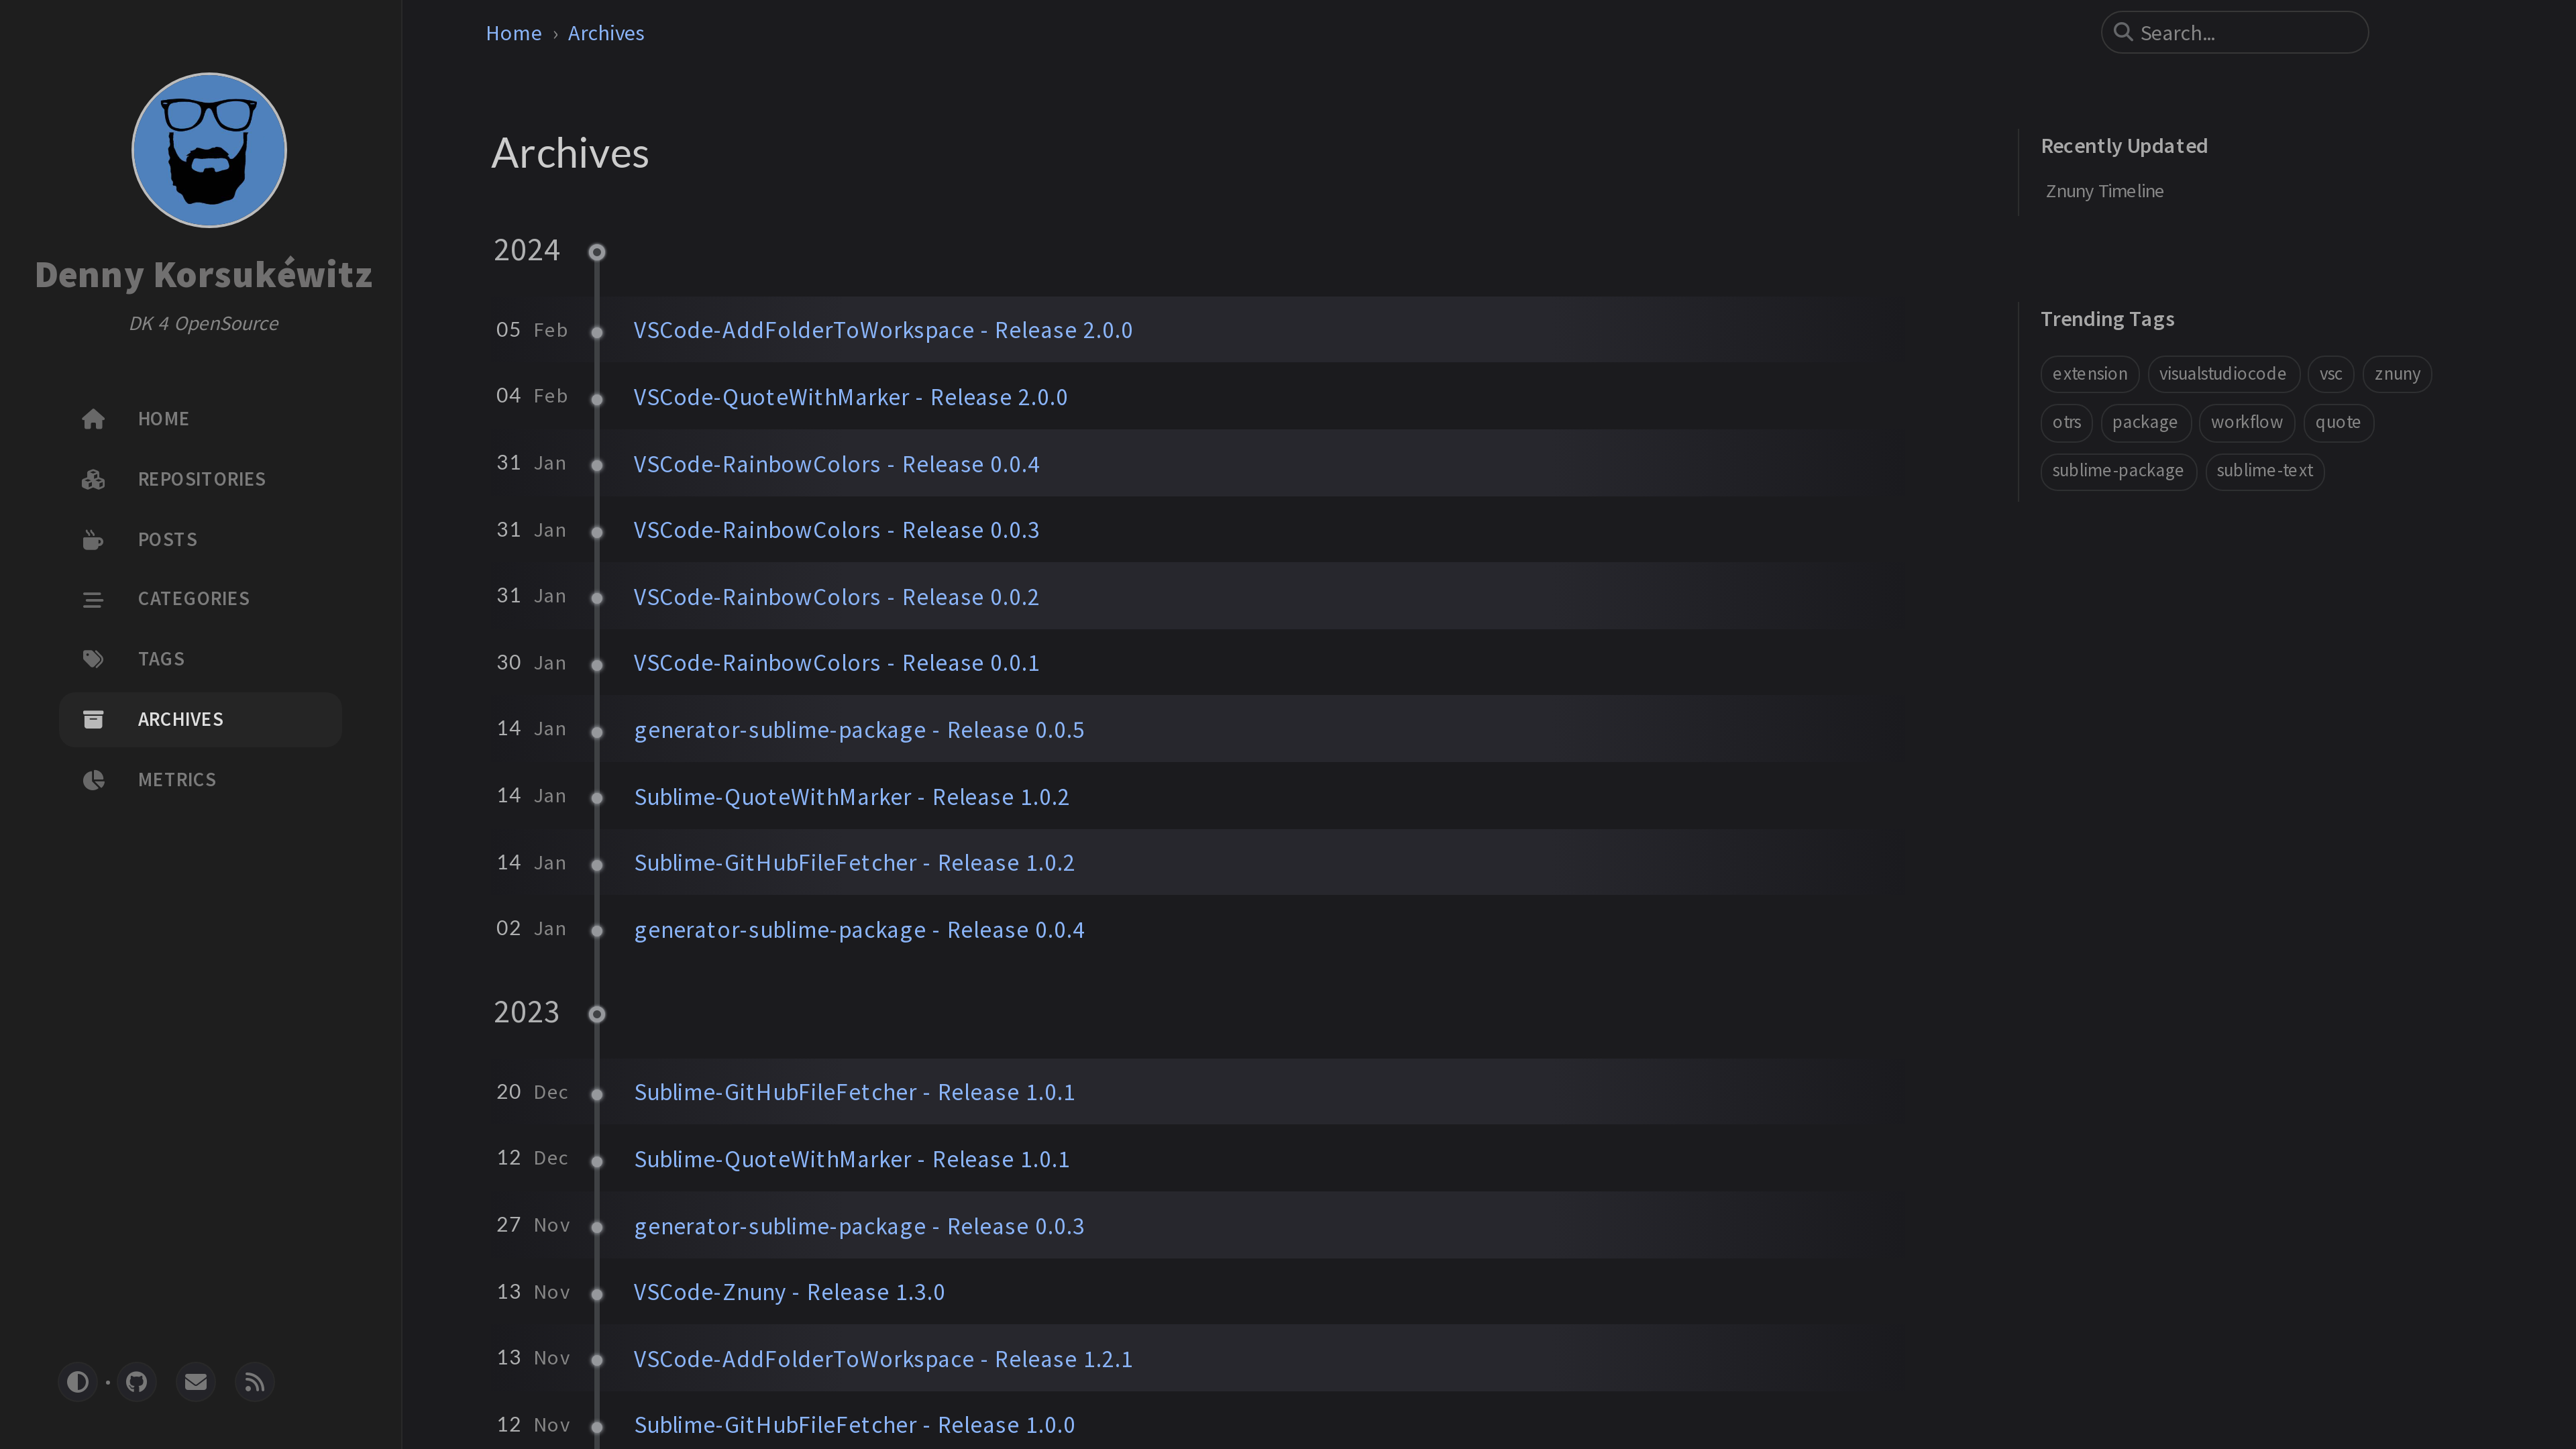 Denny Korsukéwitz
DK 4 OpenSource
HOME
REPOSITORIES
POSTS
CATEGORIES
TAGS
ARCHIVES
METRICS
Home › Archives
Search...
Archives
2024
05 Feb VSCode-AddFolderToWorkspace - Release 2.0.0
04 Feb VSCode-QuoteWithMarker - Release 2.0.0
31 Jan VSCode-RainbowColors - Release 0.0.4
31 Jan VSCode-RainbowColors - Release 0.0.3
31 Jan VSCode-RainbowColors - Release 0.0.2
30 Jan VSCode-RainbowColors - Release 0.0.1
14 Jan generator-sublime-package - Release 0.0.5
14 Jan Sublime-QuoteWithMarker - Release 1.0.2
14 Jan Sublime-GitHubFileFetcher - Release 1.0.2
02 Jan generator-sublime-package - Release 0.0.4
2023
20 Dec Sublime-GitHubFileFetcher - Release 1.0.1
12 Dec Sublime-QuoteWithMarker - Release 1.0.1
27 Nov generator-sublime-package - Release 0.0.3
13 Nov VSCode-Znuny - Release 1.3.0
13 Nov VSCode-AddFolderToWorkspace - Release 1.2.1
12 Nov Sublime-GitHubFileFetcher - Release 1.0.0
Recently Updated
Znuny Timeline
Trending Tags
extension visualstudiocode vsc znuny
otrs package workflow quote
sublime-package sublime-text